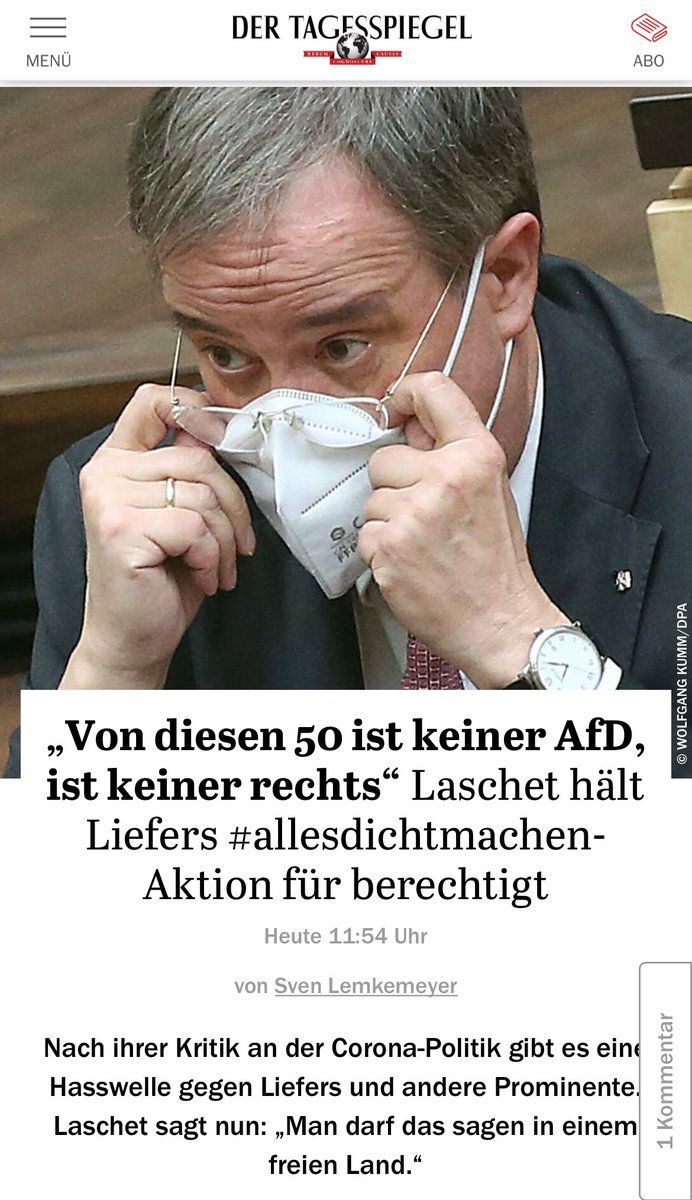 MENÜ
DER TAGESSPIEGEL
RERUM
CAUSAS
COGNOSCERE
ABO
© WOLFGANG KUMM/DPA
„Von diesen 50 ist keiner AfD,
ist keiner rechts“ Laschet hält
Liefers #allesdichtmachen-
Aktion für berechtigt
Heute 11:54 Uhr
von Sven Lemkemeyer
Nach ihrer Kritik an der Corona-Politik gibt es eine
Hasswelle gegen Liefers und andere Prominente.
Laschet sagt nun: „Man darf das sagen in einem
freien Land.“
1 Kommentar